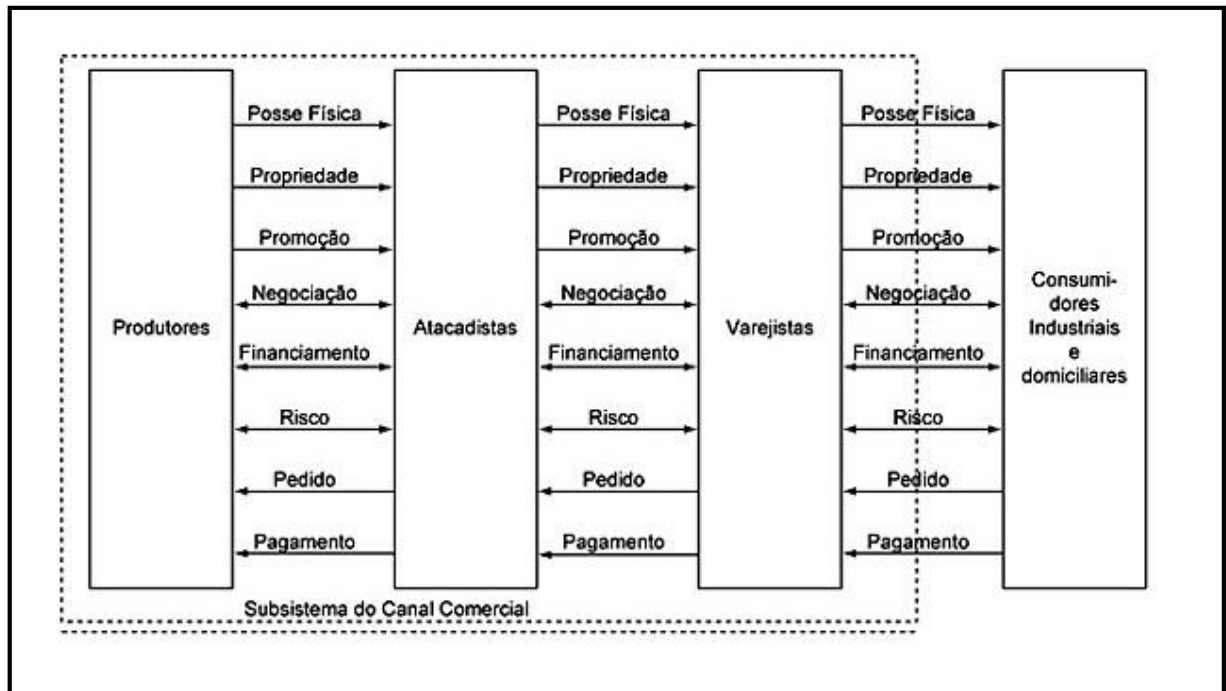 Posse Física Posse Física Posse Física
Propriedade Propriedade Propriedade
Promoção Promoção Promoção
Negociação Negociação Negociação
Produtores Atacadistas Varejistas
Consumi-
dores
Industriais
e
domiciliares
Financiamento Financiamento Financiamento
Risco Risco Risco
Pedido Pedido Pedido
Pagamento Pagamento Pagamento
Subsistema do Canal Comercial